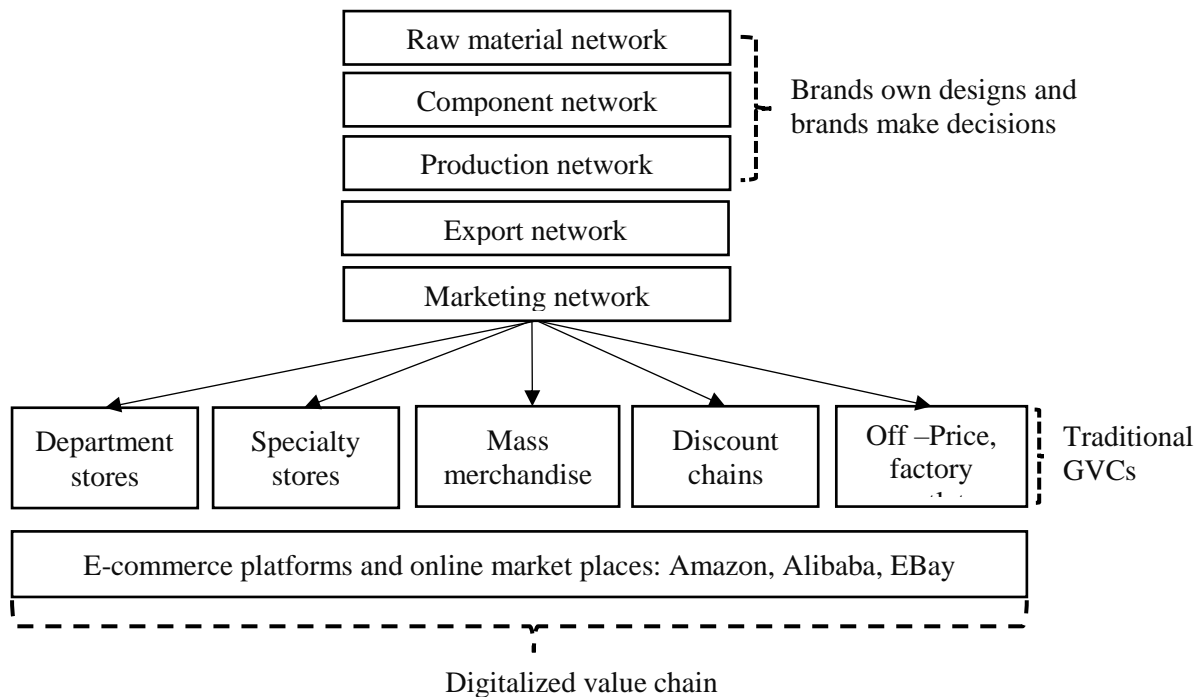 Raw material network
Component network
Brands own designs and
brands make decisions
Production network
Export network
Marketing network
Department
stores
Specialty
stores
Mass
merchandise
Discount
chains
Off –Price,
factory
Traditional
GVCs
E-commerce platforms and online market places: Amazon, Alibaba, EBay
Digitalized value chain